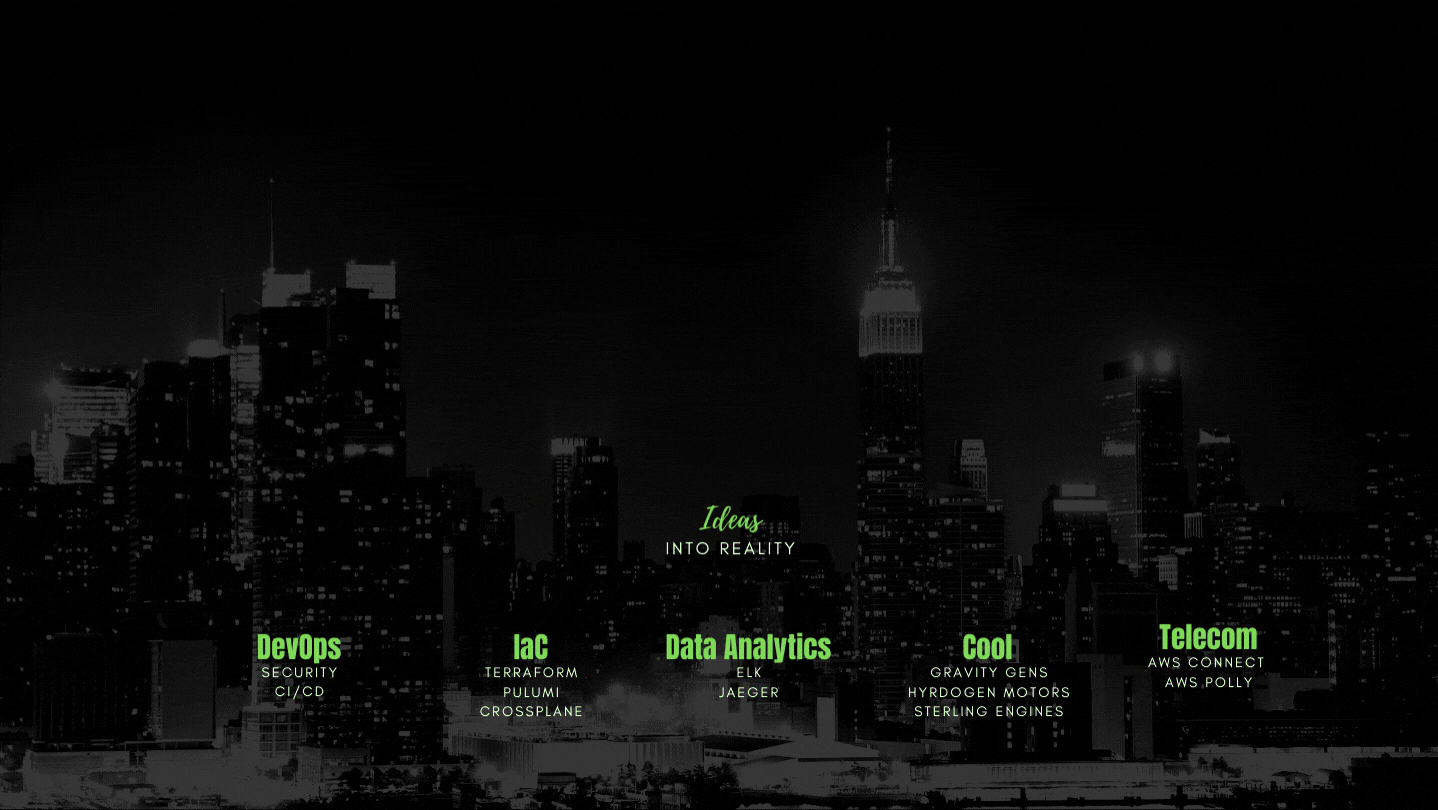 Ideas
INTO REALITY
DevOps
SECURITY
CI/CD
IaC
TERRAFORM
PULUMI
CROSSPLANE
Data Analytics
ELK
JAEGER
Cool
GRAVITY GENS
HYRDOGEN MOTORS
STERLING ENGINES
Telecom
AWS CONNECT
AWS POLLY